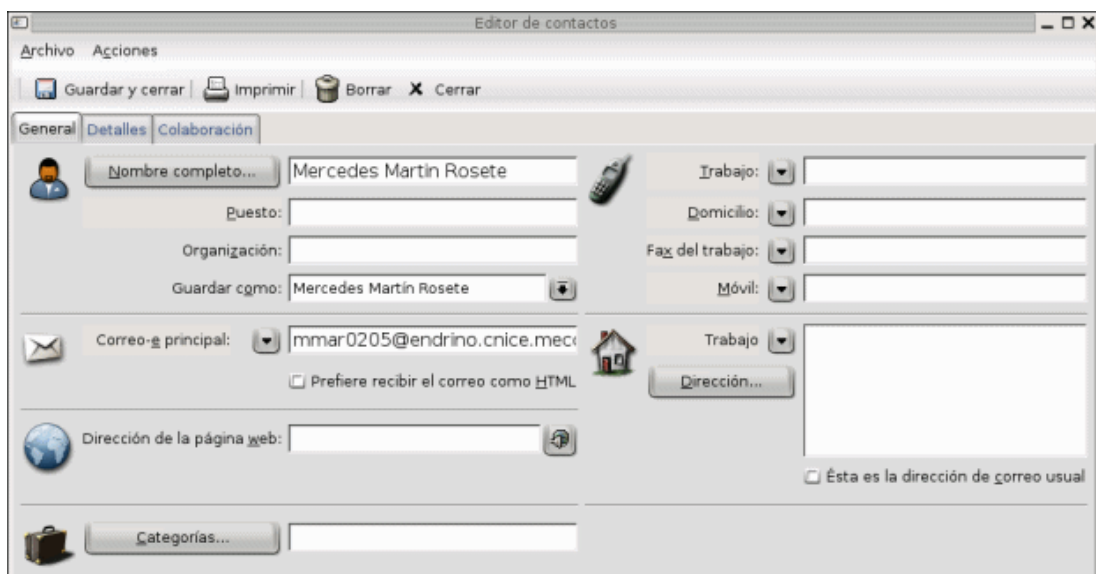 Editor de contactos
Archivo Acciones
Guardar y cerrar Imprimir Borrar Cerrar
General Detalles Colaboración
Nombre completo... Mercedes Martin Rosete
Puesto:
Organización:
Guardar como: Mercedes Martín Rosete
Trabajo:
Domicilio:
Fax del trabajo:
Móvil:
Correo-e principal: mmar0205@endrino.cnice.mec
Prefiere recibir el correo como HTML
Trabajo
Dirección...
Dirección de la página web:
Ésta es la dirección de correo usual
Categorías...